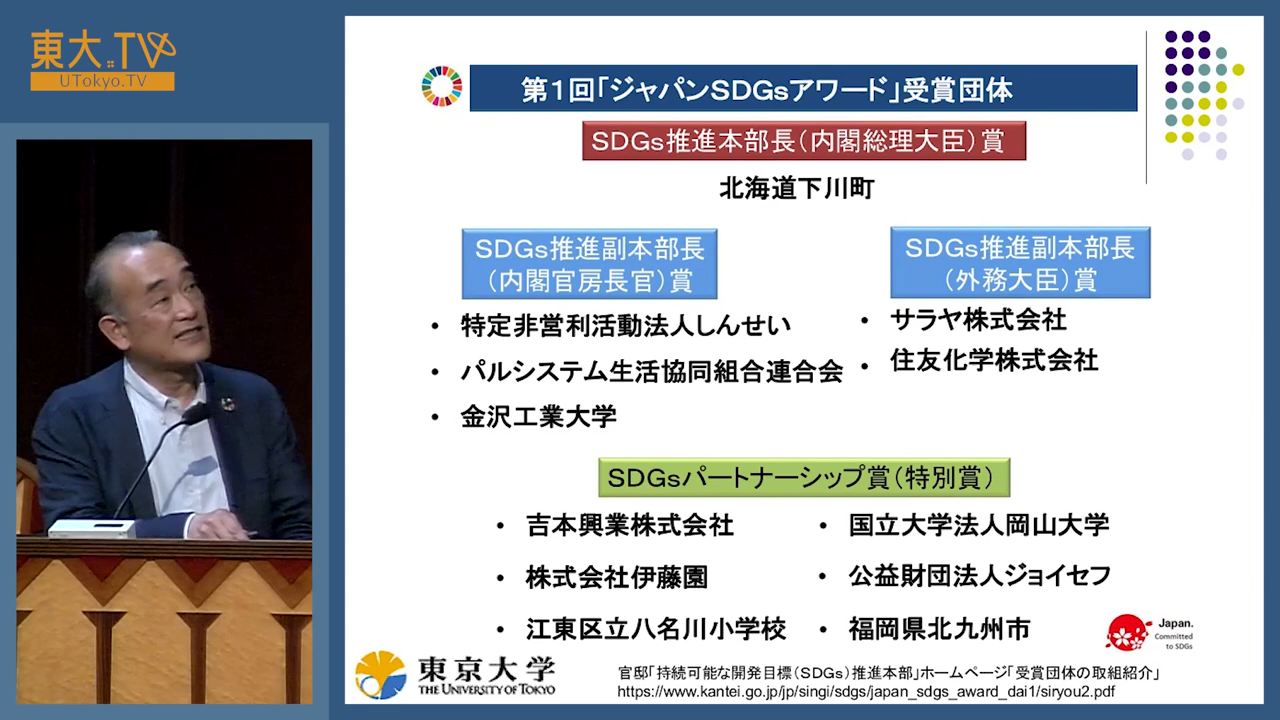 東大TV
UTokyo.TV
第1回「ジャパンSDGsアワード」受賞団体
SDGs推進本部長（内閣総理大臣）賞
北海道下川町
SDGs推進副本部長
（内閣官房長官）賞
• 特定非営利活動法人しんせい
• パルシステム生活協同組合連合会
• 金沢工業大学
SDGs推進副本部長
（外務大臣）賞
• サラヤ株式会社
• 住友化学株式会社
SDGsパートナーシップ賞（特別賞）
• 吉本興業株式会社
• 株式会社伊藤園
• 江東区立八名川小学校
• 国立大学法人岡山大学
• 公益財団法人ジョイセフ
• 福岡県北九州市
Japan.
Committed
to SDGs
東京大学
THE UNIVERSITY OF TOKYO
官邸「持続可能な開発目標（SDGs）推進本部」ホームページ「受賞団体の取組紹介」
https://www.kantei.go.jp/jp/singi/sdgs/japan_sdgs_award_dai1/siryou2.pdf